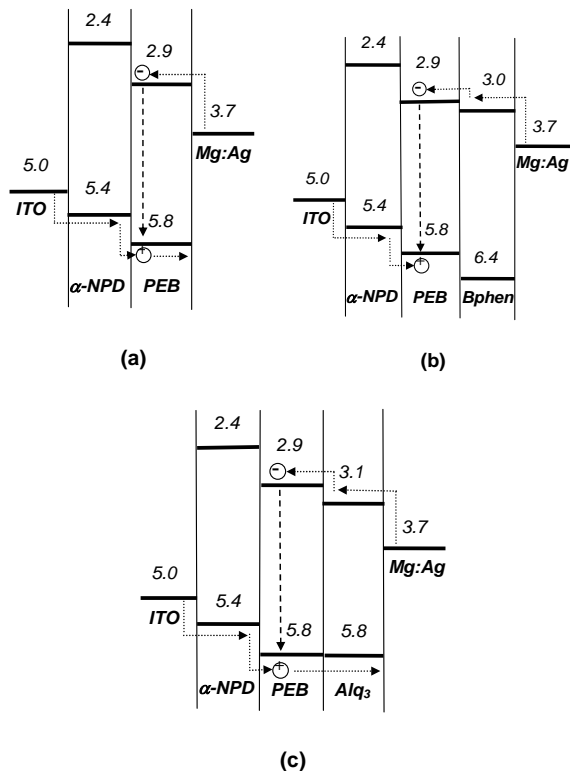 2.4
2.9
3.7
Mg:Ag
5.0
ITO
5.4
5.8
α-NPD PEB
(a)
2.4
2.9
3.0
3.7
Mg:Ag
5.0
ITO
5.4
5.8
6.4
α-NPD PEB Bphen
(b)
2.4
2.9
3.1
3.7
Mg:Ag
5.0
ITO
5.4
5.8 5.8
α-NPD PEB Alq₃
(c)